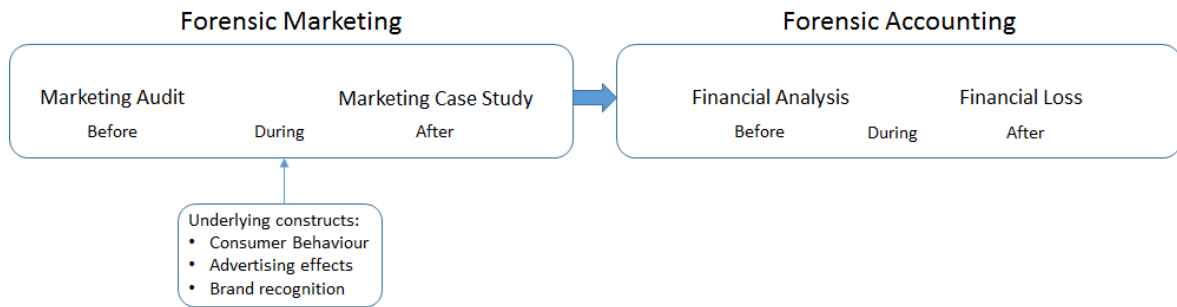 Forensic Marketing
Forensic Accounting
Marketing Audit
Marketing Case Study
Before
During
After
Financial Analysis
Financial Loss
Before
During
After
Underlying constructs:
• Consumer Behaviour
• Advertising effects
• Brand recognition